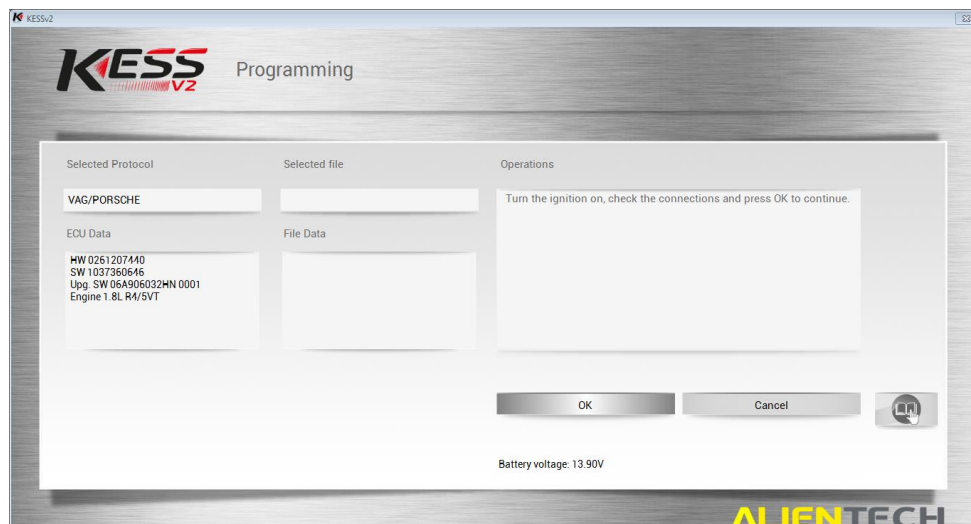 KESSv2
KESS V2
Programming
Selected Protocol
Selected file
Operations
VAG/PORSCHE
Turn the ignition on, check the connections and press OK to continue.
ECU Data
File Data
HW 0261207440
SW 1037360646
Upg. SW 06A906032HN 0001
Engine 1.8L R4/5VT
OK
Cancel
Battery voltage: 13.90V
ALIENTECH